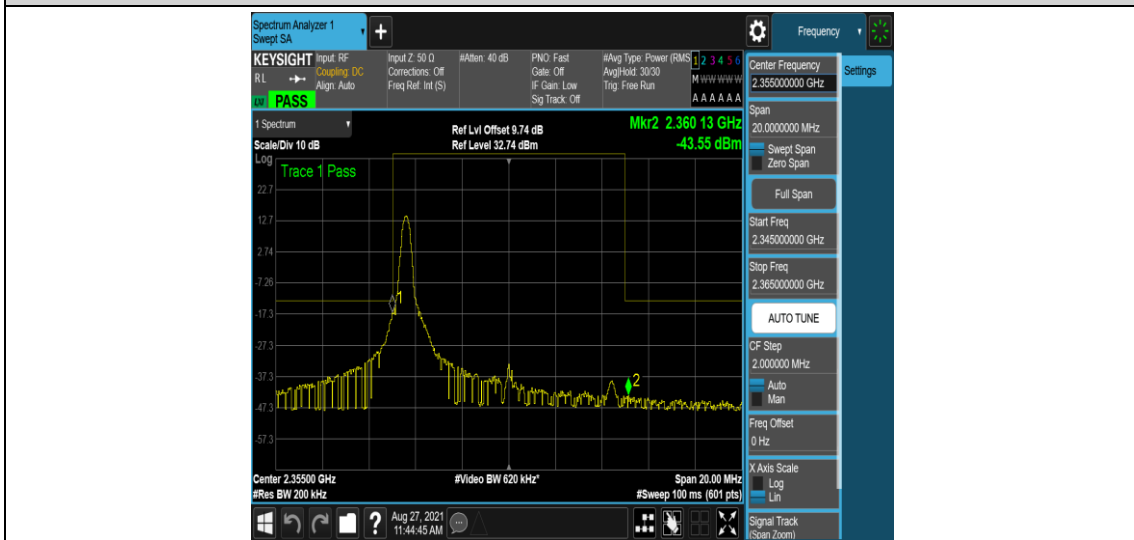 Spectrum Analyzer 1
Swept SA
+
Frequency
KEYSIGHT
RL
PASS
Input: RF
Coupling: DC
Align: Auto
Input Z: 50 Ω
Corrections: Off
Freq Ref: Int (S)
#Atten: 40 dB
PNO: Fast
Gate: Off
IF Gain: Low
Sig Track: Off
#Avg Type: Power (RMS
Avg|Hold: 30/30
Trig: Free Run
1 2 3 4 5 6
M W W W W W
A A A A A A
1 Spectrum
Scale/Div 10 dB
Ref Lvl Offset 9.74 dB
Ref Level 32.74 dBm
Mkr2 2.360 13 GHz
-43.55 dBm
Log
Trace 1 Pass
22.7
12.7
2.74
-7.26
-17.3
-27.3
-37.3
-47.3
-57.3
1
2
Center 2.35500 GHz
#Res BW 200 kHz
#Video BW 620 kHz*
Span 20.00 MHz
#Sweep 100 ms (601 pts)
?
Aug 27, 2021
11:44:45 AM
Center Frequency
2.355000000 GHz
Settings
Span
20.0000000 MHz
Swept Span
Zero Span
Full Span
Start Freq
2.345000000 GHz
Stop Freq
2.365000000 GHz
AUTO TUNE
CF Step
2.000000 MHz
Auto
Man
Freq Offset
0 Hz
X Axis Scale
Log
Lin
Signal Track
(Span Zoom)